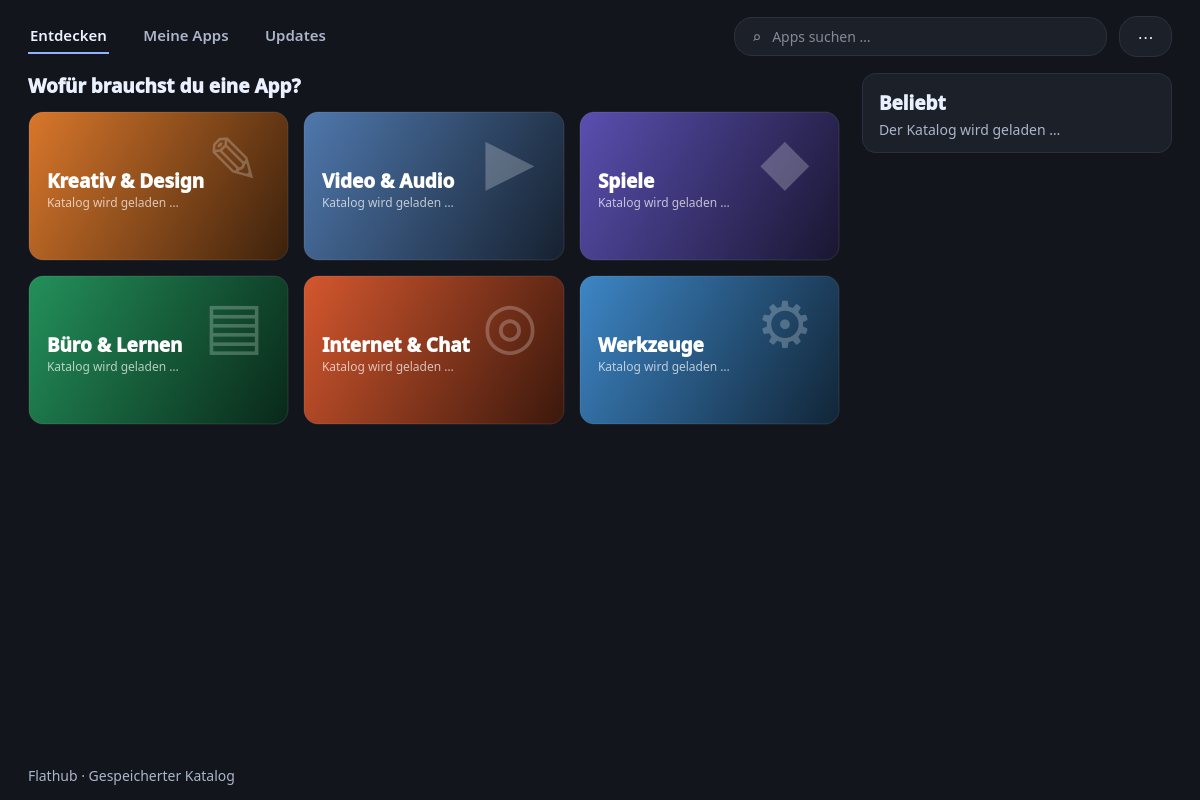 Entdecken
Meine Apps
Updates
Apps suchen ...
...
Wofür brauchst du eine App?
Kreativ & Design
Katalog wird geladen ...
Video & Audio
Katalog wird geladen ...
Spiele
Katalog wird geladen ...
Büro & Lernen
Katalog wird geladen ...
Internet & Chat
Katalog wird geladen ...
Werkzeuge
Katalog wird geladen ...
Beliebt
Der Katalog wird geladen ...
Flathub · Gespeicherter Katalog